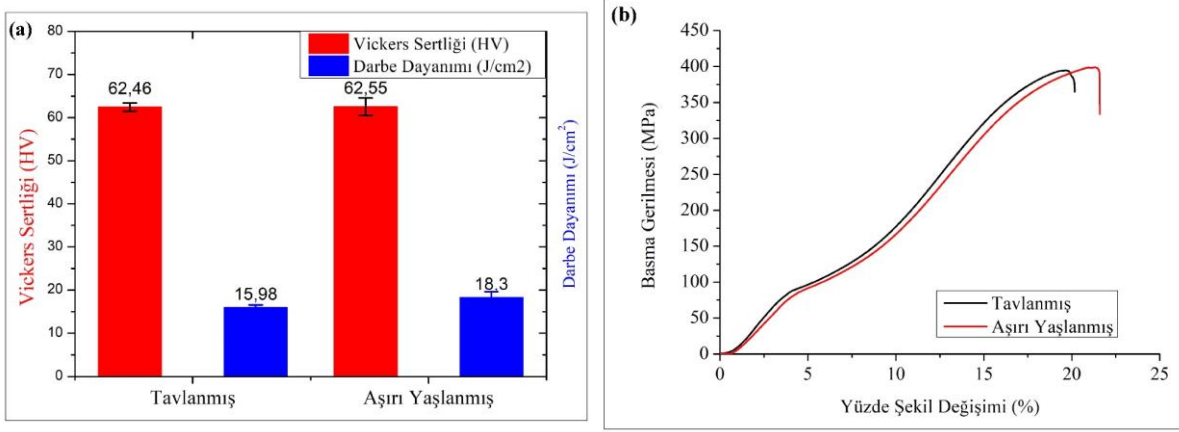 (a)
Vickers Sertliği (HV)
Darbe Dayanımı (J/cm2)
80
70
60
50
40
30
20
10
0
Vickers Sertliği (HV)
62,46
15,98
62,55
18,3
Tavlanmış
Aşırı Yaşlanmış
Darbe Dayanımı (J/cm²)
(b)
450
400
350
300
250
200
150
100
50
0
Basma Gerilmesi (MPa)
Tavlanmış
Aşırı Yaşlanmış
0 5 10 15 20 25
Yüzde Şekil Değişimi (%)